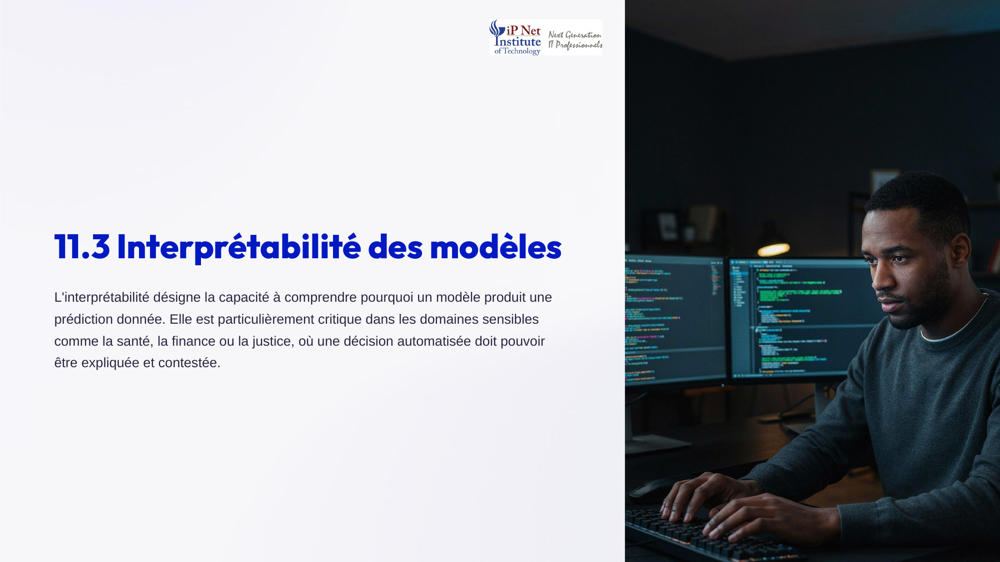 iP Net
Institute
of Technology
Next Generation
IT Professionnels
11.3 Interprétabilité des modèles
L'interprétabilité désigne la capacité à comprendre pourquoi un modèle produit une
prédiction donnée. Elle est particulièrement critique dans les domaines sensibles
comme la santé, la finance ou la justice, où une décision automatisée doit pouvoir
être expliquée et contestée.